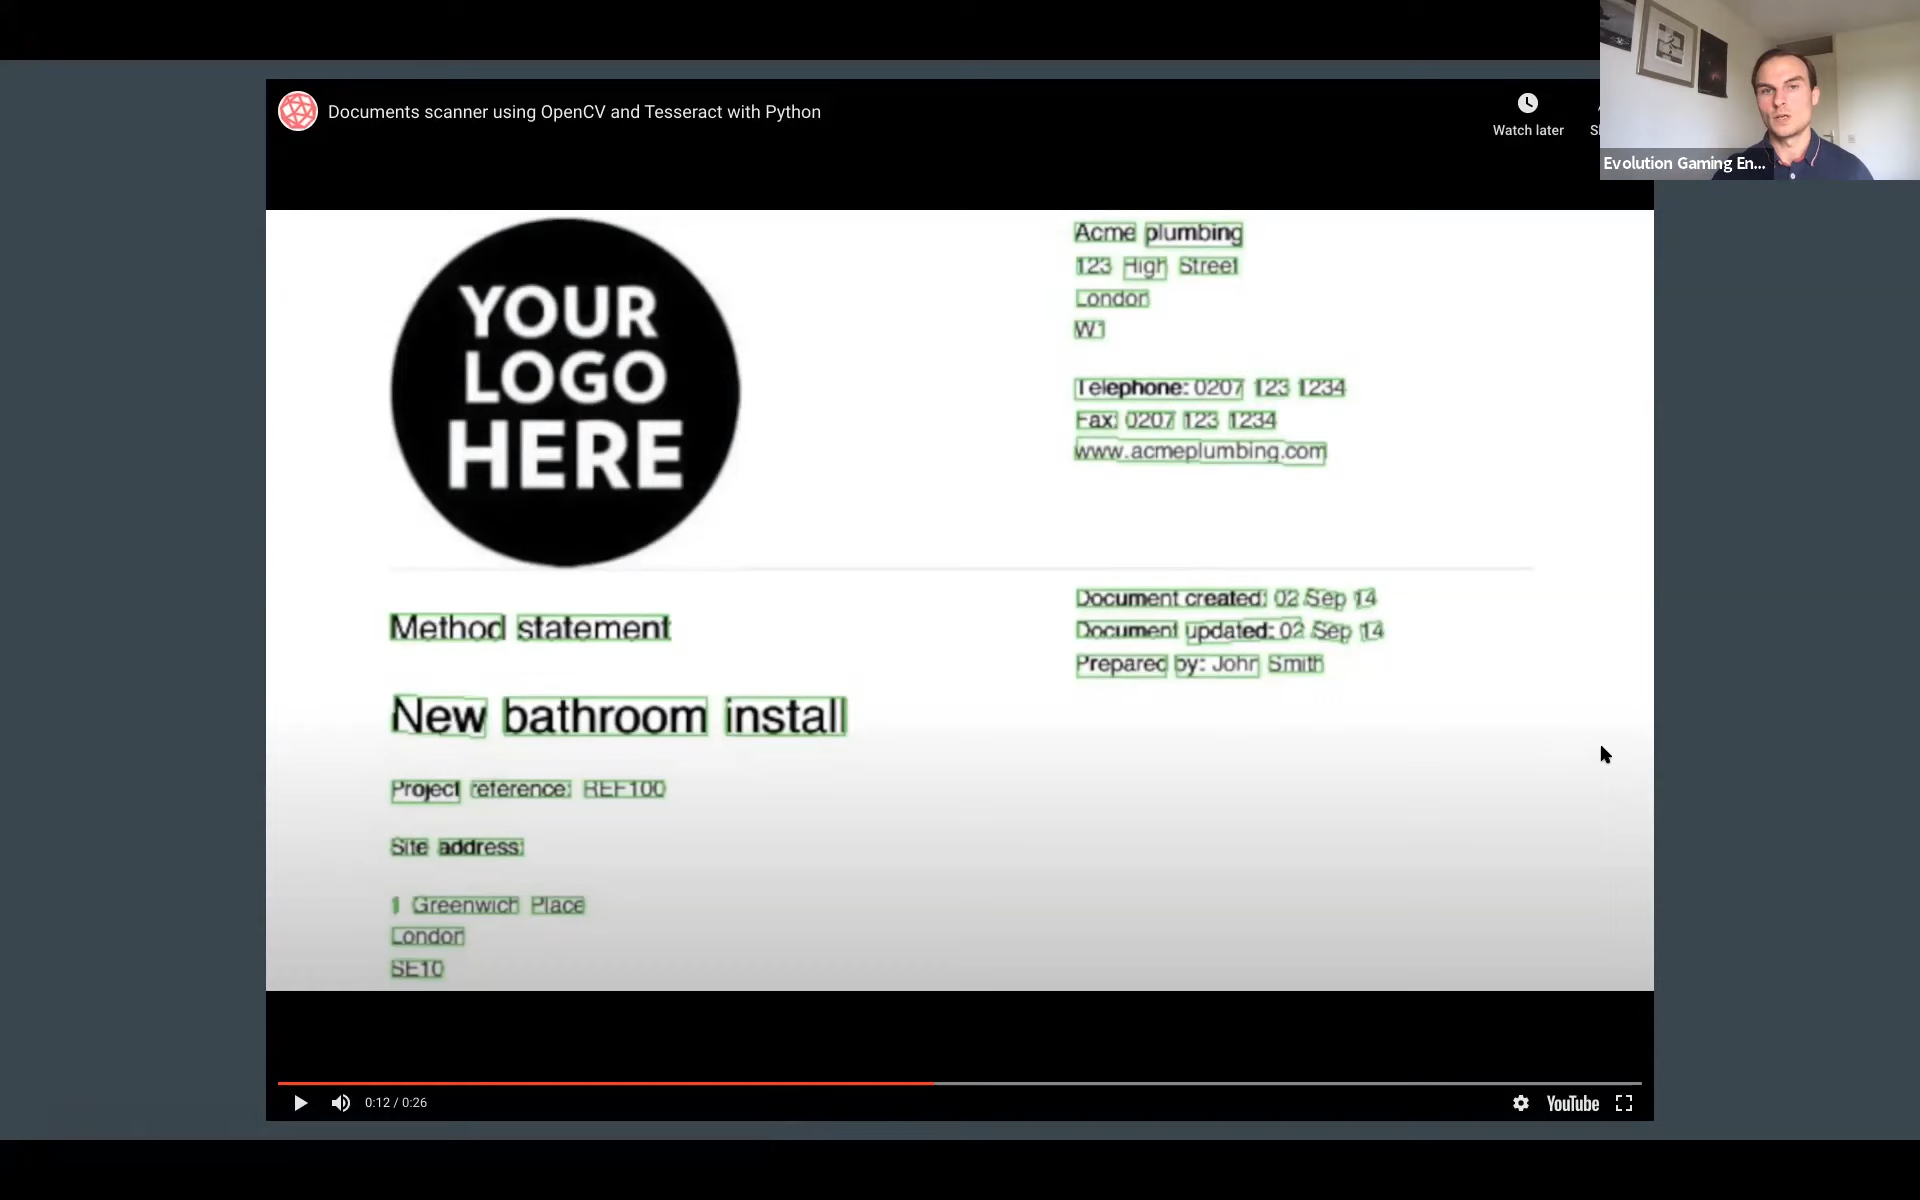 Documents scanner using OpenCV and Tesseract with Python
Watch later
Evolution Gaming En...
YOUR
LOGO
HERE
Acme plumbing
123 High Street
London
W1
Telephone: 0207 123 1234
Fax: 0207 123 1234
www.acmeplumbing.com
Document created: 02 Sep 14
Document updated: 02 Sep 14
Prepared by: John Smith
Method statement
New bathroom install
Project reference: REF100
Site address:
1 Greenwich Place
London
SE10
0:12 / 0:26
YouTube